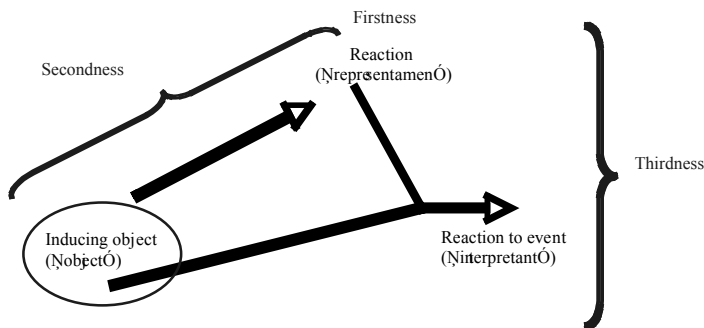 Firstness
Reaction
(ŅrepresentamenÓ)
Secondness
Thirdness
Inducing object
(ŅobjectÓ)
Reaction to event
(ŅinterpretantÓ)